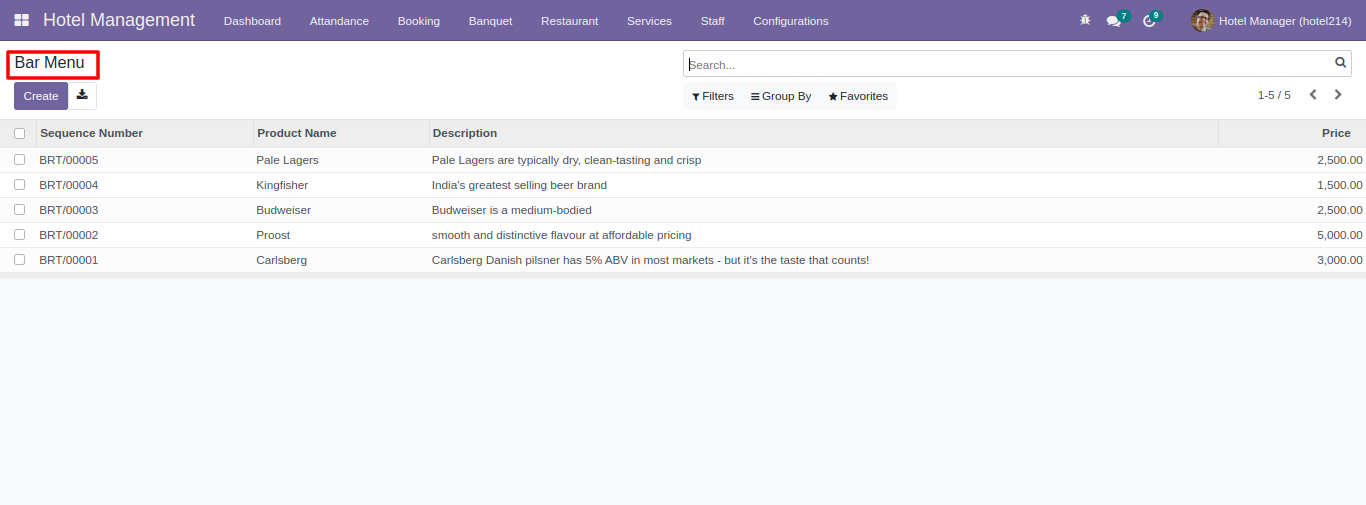 Hotel Management Dashboard Attandance Booking Banquet Restaurant Services Staff Configurations 7 9 Hotel Manager (hotel214)
Bar Menu
Search...
Create
Filters Group By Favorites 1-5 / 5
Sequence Number Product Name Description Price
BRT/00005 Pale Lagers Pale Lagers are typically dry, clean-tasting and crisp 2,500.00
BRT/00004 Kingfisher India's greatest selling beer brand 1,500.00
BRT/00003 Budweiser Budweiser is a medium-bodied 2,500.00
BRT/00002 Proost smooth and distinctive flavour at affordable pricing 5,000.00
BRT/00001 Carlsberg Carlsberg Danish pilsner has 5% ABV in most markets - but it's the taste that counts! 3,000.00